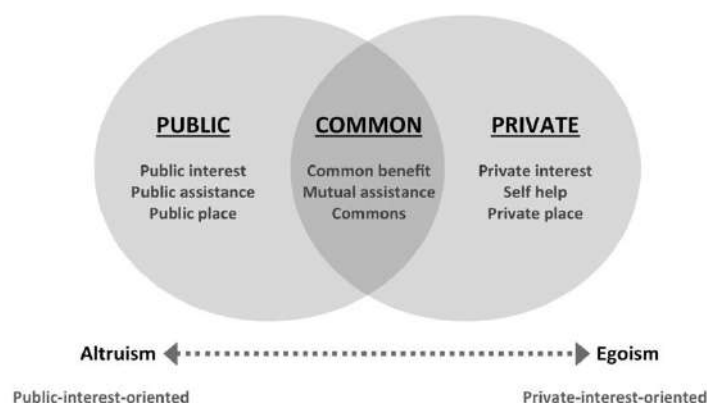 PUBLIC
Public interest
Public assistance
Public place
COMMON
Common benefit
Mutual assistance
Commons
PRIVATE
Private interest
Self help
Private place
Altruism
Egoism
Public-interest-oriented
Private-interest-oriented